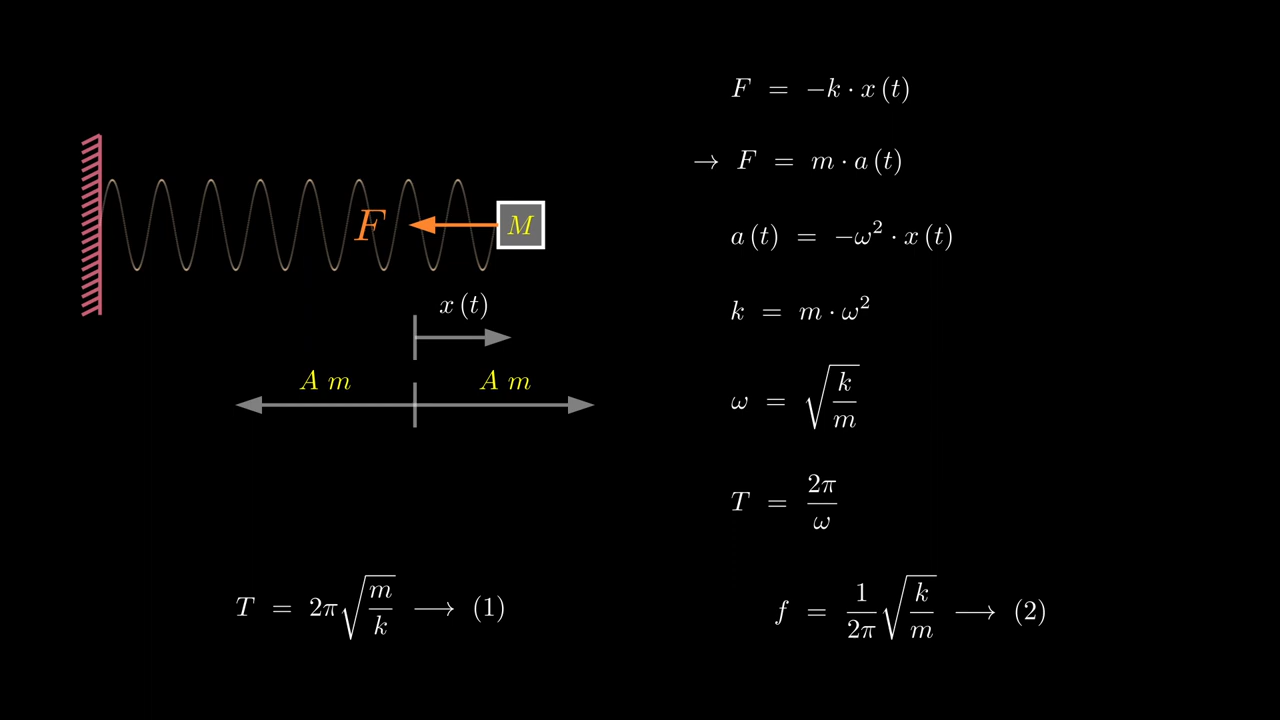 F = −k · x (t)
→ F = m · a (t)
F
M
a (t) = −ω² · x (t)
x (t)
k = m · ω²
A m
A m
ω = √(k/m)
T = 2π/ω
T = 2π√(m/k) ⟶ (1)
f = 1/2π √(k/m) ⟶ (2)